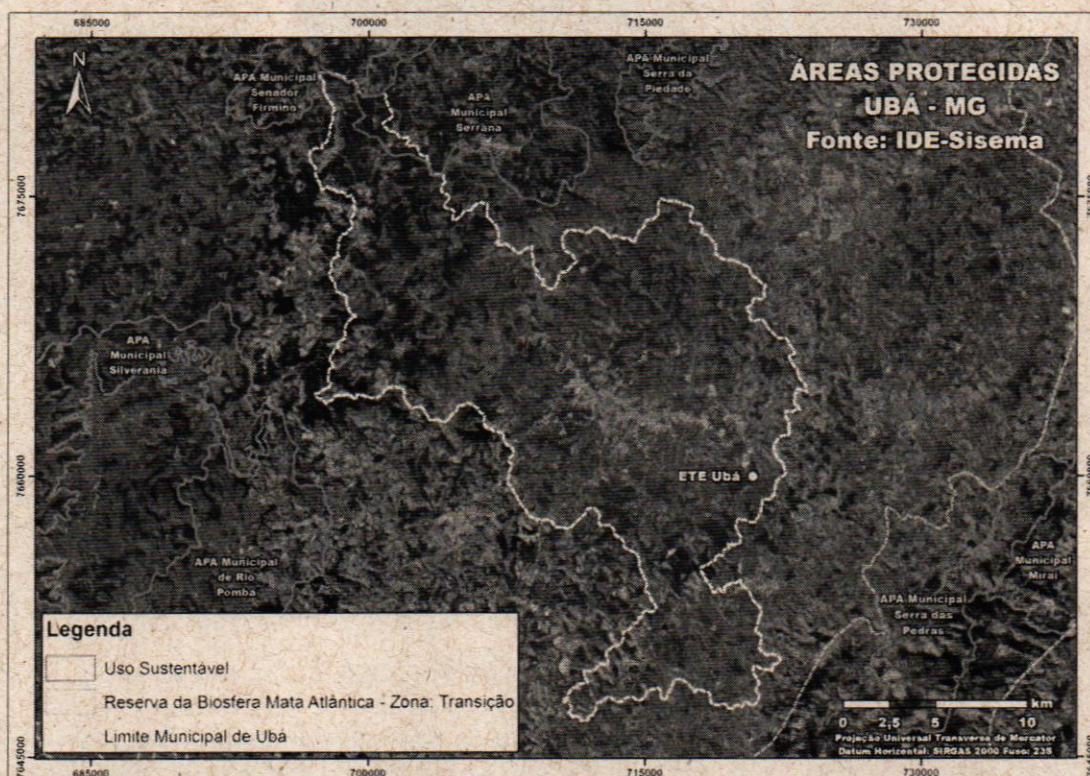 685000
700000
715000
730000
N
ÁREAS PROTEGIDAS
UBÁ - MG
Fonte: IDE-Sisema
APA Municipal
Senador
Firmino
APA
Municipal
Serrana
APA Municipal
Serra da
Piedade
7675000
APA
Municipal
Silverania
7660000
ETE Ubá
APA Municipal
de Rio
Pomba
APA
Municipal
Miraí
APA Municipal
Serra das
Pedras
Legenda
Uso Sustentável
Reserva da Biosfera Mata Atlântica - Zona: Transição
Limite Municipal de Ubá
km
0 2,5 5 10
Projeção Universal Transversa de Mercator
Datum Horizontal: SIRGAS 2000 Fuso: 23S
7645000
685000
700000
715000
730000